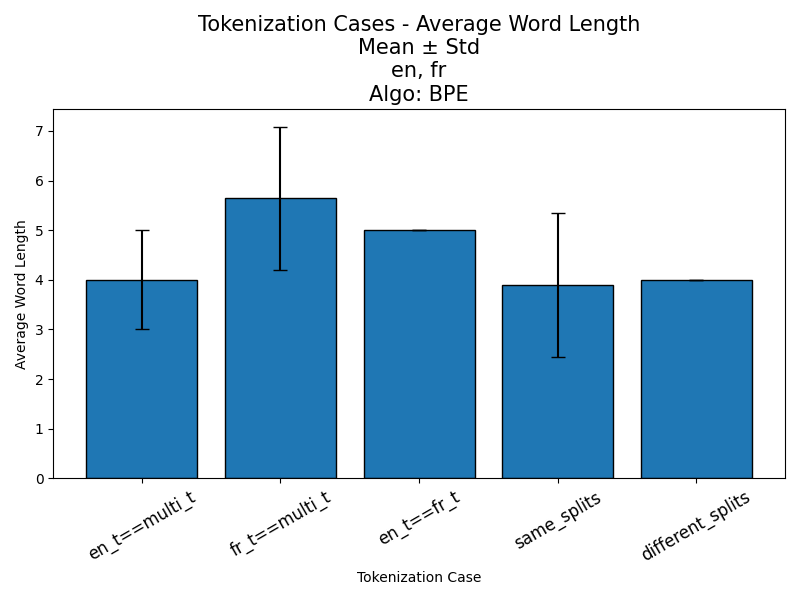 Tokenization Cases - Average Word Length
Mean ± Std
en, fr
Algo: BPE
Average Word Length
7
6
5
4
3
2
1
0
en_t==multi_t
fr_t==multi_t
en_t==fr_t
same_splits
different_splits
Tokenization Case